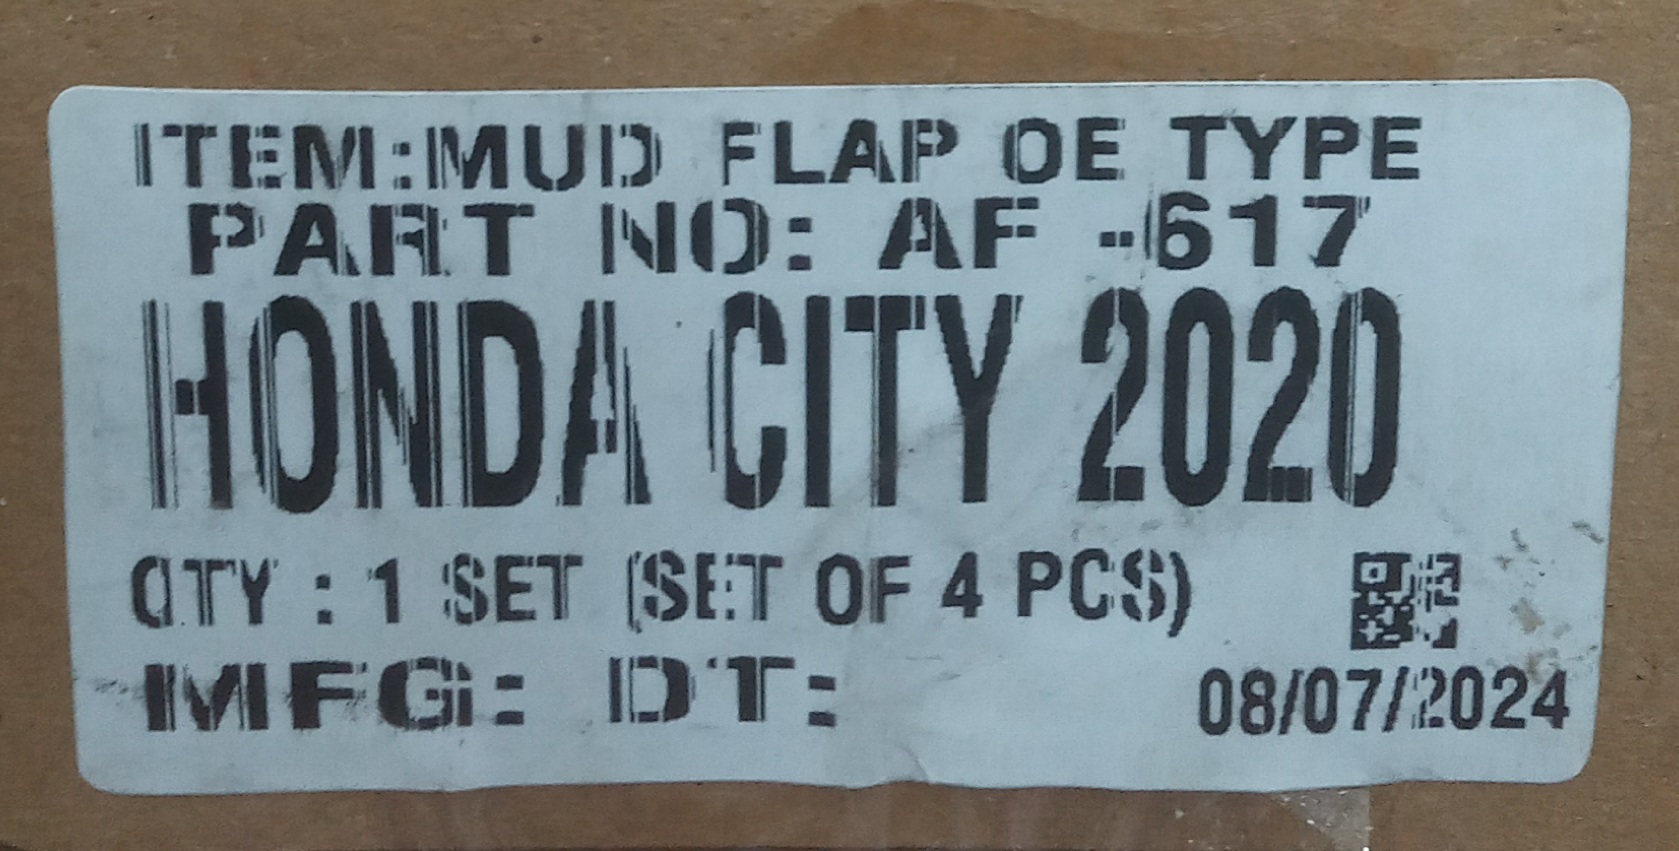 ITEM:MUD FLAP OE TYPE
PART NO: AF -617
HONDA CITY 2020
QTY : 1 SET (SET OF 4 PCS)
MFG: DT: 08/07/2024